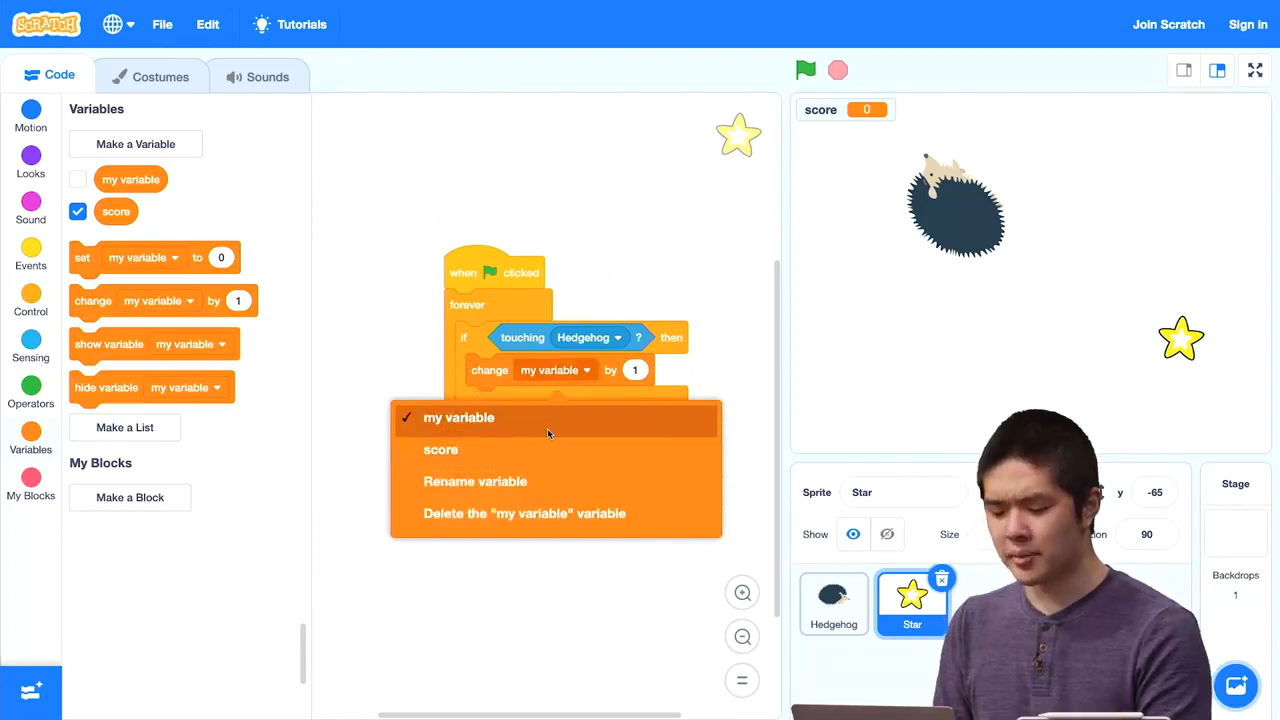 SCRATCH
File
Edit
Tutorials
Join Scratch
Sign in
Code
Costumes
Sounds
Motion
Looks
Sound
Events
Control
Sensing
Operators
Variables
My Blocks
Variables
Make a Variable
my variable
score
set my variable to 0
change my variable by 1
show variable my variable
hide variable my variable
Make a List
My Blocks
Make a Block
when clicked
forever
if touching Hedgehog ? then
change my variable by 1
✓ my variable
score
Rename variable
Delete the "my variable" variable
=
score 0
Sprite Star
y -65
Show
Size
90
Hedgehog
Star
Stage
Backdrops
1